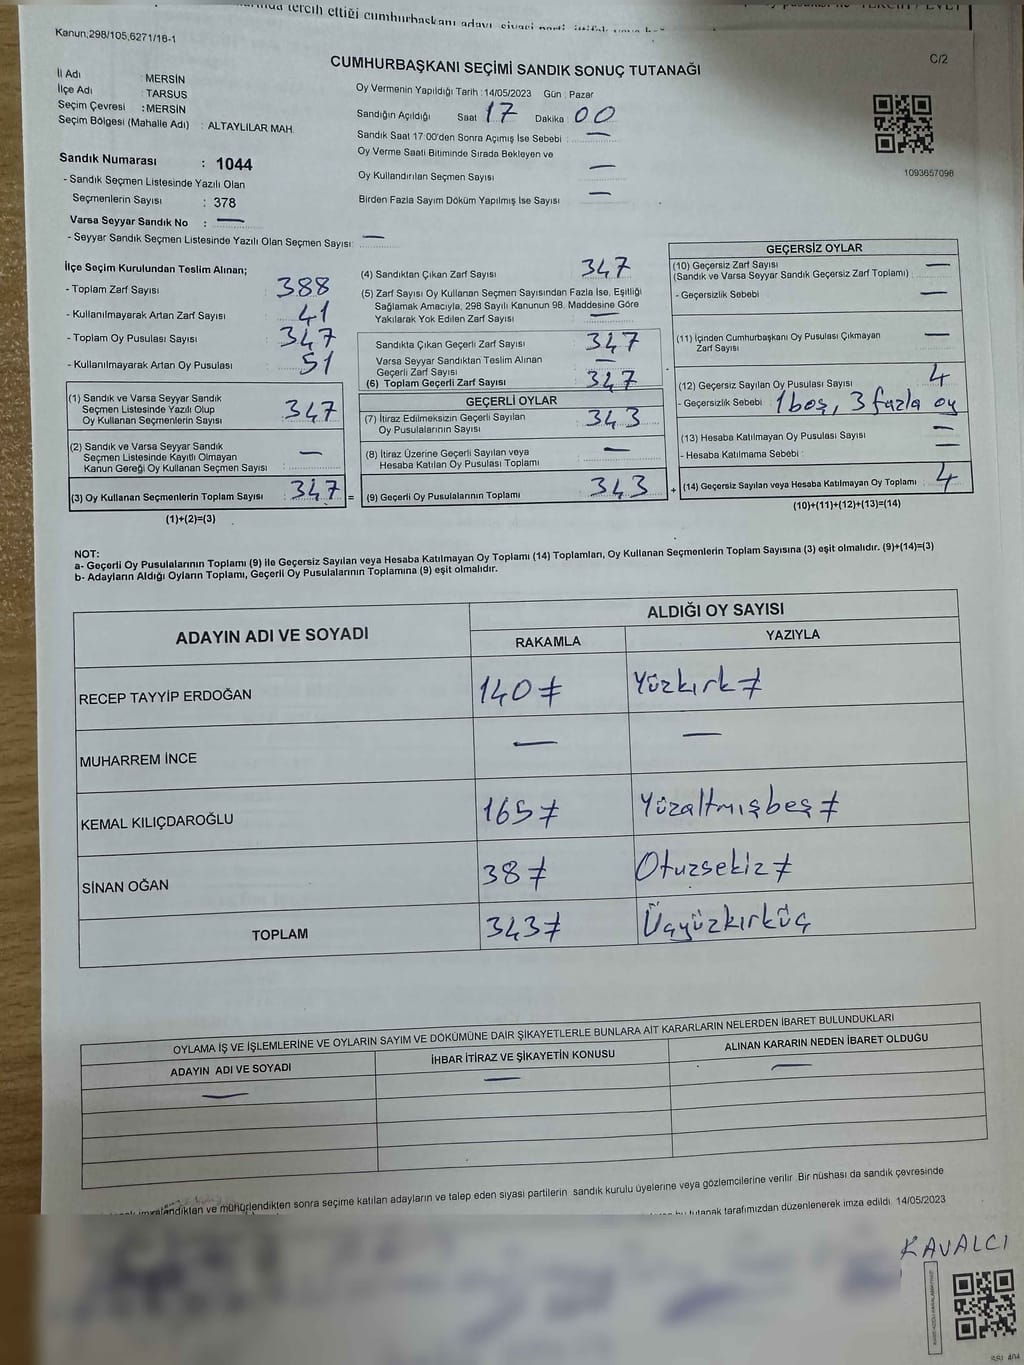 tercih ettiği cumhurbaşkanı adayı
Kanun,298/105,6271/18-1
C/2
CUMHURBAŞKANI SEÇİMİ SANDIK SONUÇ TUTANAĞI
İl Adı : MERSİN
İlçe Adı TARSUS
Seçim Çevresi : MERSİN
Seçim Bölgesi (Mahalle Adı) : ALTAYLILAR MAH.
Oy Vermenin Yapıldığı Tarih : 14/05/2023 Gün : Pazar
Sandığın Açıldığı Saat 17 Dakika 00
Sandık Saat 17:00'den Sonra Açımış İse Sebebi : —
Oy Verme Saati Bitiminde Sırada Bekleyen ve
Oy Kullandırılan Seçmen Sayısı —
Birden Fazla Sayım Döküm Yapılmış İse Sayısı —
1093657098
Sandık Numarası : 1044
- Sandık Seçmen Listesinde Yazılı Olan
Seçmenlerin Sayısı : 378
Varsa Seyyar Sandık No : —
- Seyyar Sandık Seçmen Listesinde Yazılı Olan Seçmen Sayısı: —
İlçe Seçim Kurulundan Teslim Alınan;
- Toplam Zarf Sayısı 388
- Kullanılmayarak Artan Zarf Sayısı 41
- Toplam Oy Pusulası Sayısı 347
- Kullanılmayarak Artan Oy Pusulası 51
(1) Sandık ve Varsa Seyyar Sandık
Seçmen Listesinde Yazılı Olup
Oy Kullanan Seçmenlerin Sayısı 347
(2) Sandık ve Varsa Seyyar Sandık
Seçmen Listesinde Kayıtlı Olmayan
Kanun Gereği Oy Kullanan Seçmen Sayısı —
(3) Oy Kullanan Seçmenlerin Toplam Sayısı 347 =
(1)+(2)=(3)
(4) Sandıktan Çıkan Zarf Sayısı 347
(5) Zarf Sayısı Oy Kullanan Seçmen Sayısından Fazla İse, Eşitliği
Sağlamak Amacıyla, 298 Sayılı Kanunun 98. Maddesine Göre
Yakılarak Yok Edilen Zarf Sayısı —
Sandıkta Çıkan Geçerli Zarf Sayısı 347
Varsa Seyyar Sandıktan Teslim Alınan
Geçerli Zarf Sayısı —
(6) Toplam Geçerli Zarf Sayısı 347
GEÇERLİ OYLAR
(7) İtiraz Edilmeksizin Geçerli Sayılan
Oy Pusulalarının Sayısı 343
(8) İtiraz Üzerine Geçerli Sayılan veya
Hesaba Katılan Oy Pusulası Toplamı —
(9) Geçerli Oy Pusulalarının Toplamı 343 +
GEÇERSİZ OYLAR
(10) Geçersiz Zarf Sayısı —
(Sandık ve Varsa Seyyar Sandık Geçersiz Zarf Toplamı)
- Geçersizlik Sebebi —
(11) İçinden Cumhurbaşkanı Oy Pusulası Çıkmayan
Zarf Sayısı —
(12) Geçersiz Sayılan Oy Pusulası Sayısı 4
- Geçersizlik Sebebi 1 boş, 3 fazla oy
(13) Hesaba Katılmayan Oy Pusulası Sayısı —
- Hesaba Katılmama Sebebi : —
(14) Geçersiz Sayılan veya Hesaba Katılmayan Oy Toplamı 4
(10)+(11)+(12)+(13)=(14)
NOT:
a- Geçerli Oy Pusulalarının Toplamı (9) ile Geçersiz Sayılan veya Hesaba Katılmayan Oy Toplamı (14) Toplamları, Oy Kullanan Seçmenlerin Toplam Sayısına (3) eşit olmalıdır. (9)+(14)=(3)
b- Adayların Aldığı Oyların Toplamı, Geçerli Oy Pusulalarının Toplamına (9) eşit olmalıdır.
ADAYIN ADI VE SOYADI ALDIĞI OY SAYISI
RAKAMLA YAZIYLA
RECEP TAYYİP ERDOĞAN 140≠ Yüzkırk≠
MUHARREM İNCE — —
KEMAL KILIÇDAROĞLU 165≠ Yüzaltmışbeş≠
SİNAN OĞAN 38≠ Otuzsekiz≠
TOPLAM 343≠ Üçyüzkırküç
OYLAMA İŞ VE İŞLEMLERİNE VE OYLARIN SAYIM VE DÖKÜMÜNE DAİR ŞİKAYETLERLE BUNLARA AİT KARARLARIN NELERDEN İBARET BULUNDUKLARI
ADAYIN ADI VE SOYADI İHBAR İTİRAZ VE ŞİKAYETİN KONUSU ALINAN KARARIN NEDEN İBARET OLDUĞU
— — —
imzalandıktan ve mühürlendikten sonra seçime katılan adayların ve talep eden siyasi partilerin sandık kurulu üyelerine veya gözlemcilerine verilir. Bir nüshası da sandık çevresinde
bu tutanak tarafımızdan düzenlenerek imza edildi. 14/05/2023
KAVALCI